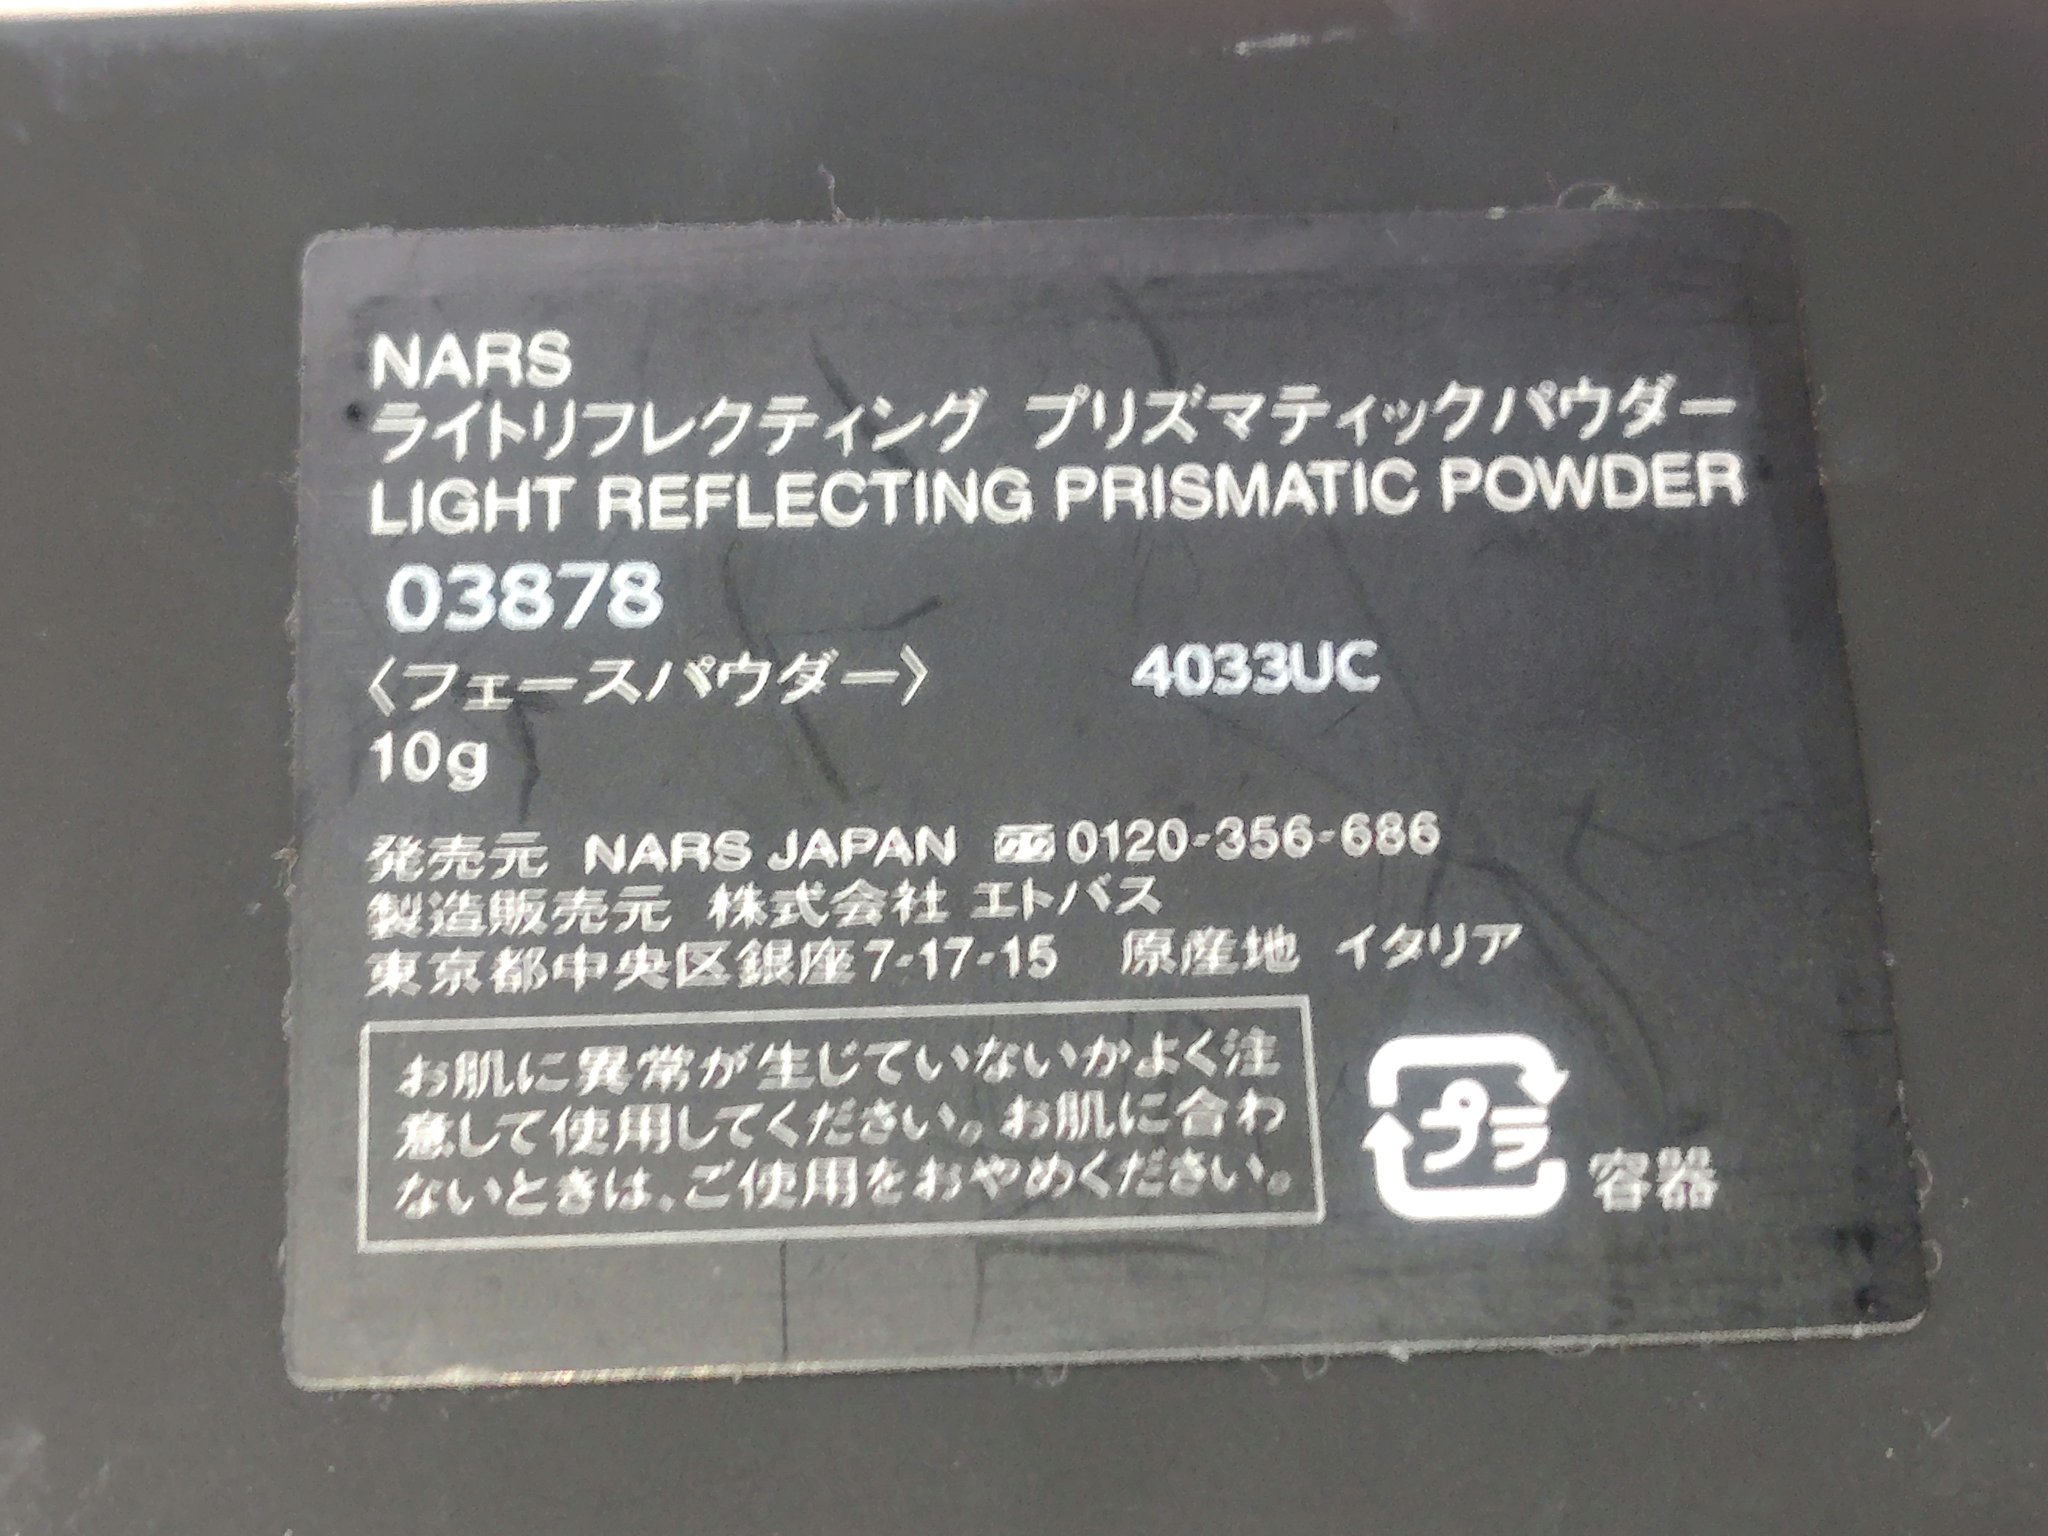 NARS
ライトリフレクティング プリズマティックパウダー
LIGHT REFLECTING PRISMATIC POWDER
03878
〈フェースパウダー〉 4033UC
10g
発売元 NARS JAPAN 0120-356-686
製造販売元 株式会社 エトバス
東京都中央区銀座7-17-15 原産地 イタリア
お肌に異常が生じていないかよく注
意して使用してください。お肌に合わ
ないときは、ご使用をおやめください。
プラ
容器